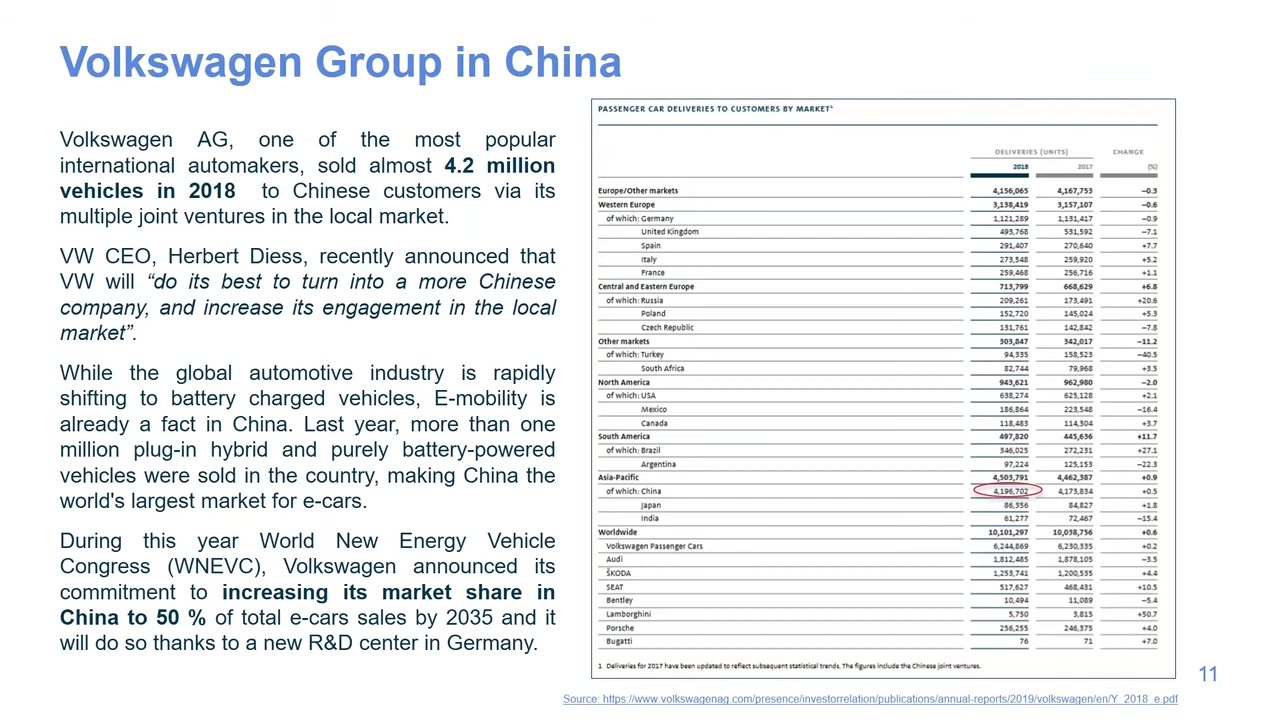 Volkswagen Group in China
Volkswagen AG, one of the most popular
international automakers, sold almost 4.2 million
vehicles in 2018 to Chinese customers via its
multiple joint ventures in the local market.
VW CEO, Herbert Diess, recently announced that
VW will “do its best to turn into a more Chinese
company, and increase its engagement in the local
market”.
While the global automotive industry is rapidly
shifting to battery charged vehicles, E-mobility is
already a fact in China. Last year, more than one
million plug-in hybrid and purely battery-powered
vehicles were sold in the country, making China the
world's largest market for e-cars.
During this year World New Energy Vehicle
Congress (WNEVC), Volkswagen announced its
commitment to increasing its market share in
China to 50 % of total e-cars sales by 2035 and it
will do so thanks to a new R&D center in Germany.
PASSENGER CAR DELIVERIES TO CUSTOMERS BY MARKET¹
DELIVERIES (UNITS) CHANGE
2018 2017 (%)
Europe/Other markets 4,156,065 4,167,753 –0.3
Western Europe 3,138,419 3,157,107 –0.6
of which: Germany 1,121,289 1,131,417 –0.9
United Kingdom 493,768 531,592 –7.1
Spain 291,407 270,640 +7.7
Italy 273,548 259,920 +5.2
France 259,468 256,716 +1.1
Central and Eastern Europe 713,799 668,629 +6.8
of which: Russia 209,261 173,491 +20.6
Poland 152,720 145,024 +5.3
Czech Republic 131,761 142,842 –7.8
Other markets 303,847 342,017 –11.2
of which: Turkey 94,335 158,523 –40.5
South Africa 82,744 79,968 +3.5
North America 943,621 962,980 –2.0
of which: USA 638,274 625,128 +2.1
Mexico 186,864 223,548 –16.4
Canada 118,483 114,304 +3.7
South America 497,820 445,636 +11.7
of which: Brazil 346,025 272,231 +27.1
Argentina 97,224 125,153 –22.3
Asia-Pacific 4,503,791 4,462,387 +0.9
of which: China 4,196,702 4,173,834 +0.5
Japan 86,356 84,827 +1.8
India 61,277 72,467 –15.4
Worldwide 10,101,297 10,038,756 +0.6
Volkswagen Passenger Cars 6,244,869 6,230,335 +0.2
Audi 1,812,485 1,878,105 –3.5
ŠKODA 1,253,741 1,200,535 +4.4
SEAT 517,627 468,431 +10.5
Bentley 10,494 11,089 –5.4
Lamborghini 5,750 3,815 +50.7
Porsche 256,255 246,375 +4.0
Bugatti 76 71 +7.0
1 Deliveries for 2017 have been updated to reflect subsequent statistical trends. The figures include the Chinese joint ventures.
11
Source: https://www.volkswagenag.com/presence/investorrelation/publications/annual-reports/2019/volkswagen/en/Y_2018_e.pdf